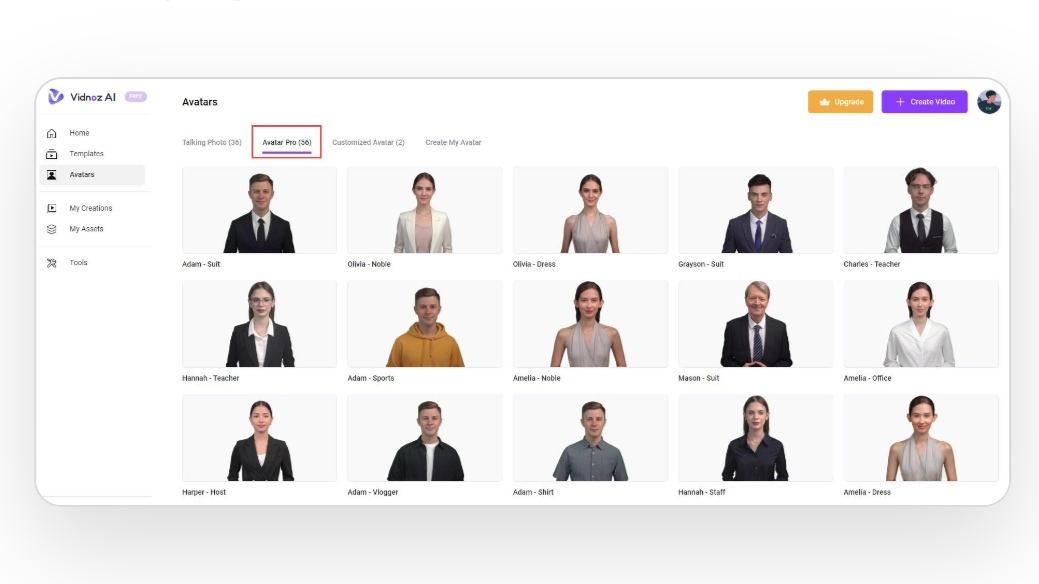 Vidnoz AI FREE
Avatars
Upgrade
+ Create Video
Home
Templates
Avatars
My Creations
My Assets
Tools
Talking Photo (36) Avatar Pro (56) Customized Avatar (2) Create My Avatar
Adam - Suit Olivia - Noble Olivia - Dress Grayson - Suit Charles - Teacher
Hannah - Teacher Adam - Sports Amelia - Noble Mason - Suit Amelia - Office
Harper - Host Adam - Vlogger Adam - Shirt Hannah - Staff Amelia - Dress